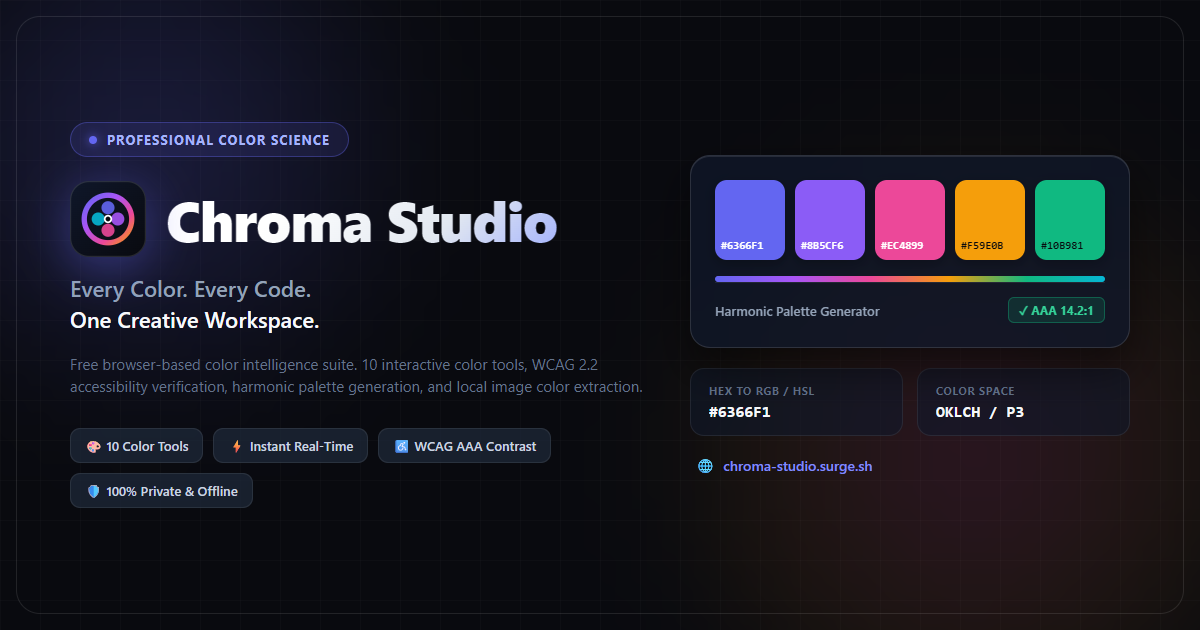 PROFESSIONAL COLOR SCIENCE
Chroma Studio
Every Color. Every Code.
One Creative Workspace.
Free browser-based color intelligence suite. 10 interactive color tools, WCAG 2.2
accessibility verification, harmonic palette generation, and local image color extraction.
10 Color Tools
Instant Real-Time
WCAG AAA Contrast
100% Private & Offline
#6366F1
#8B5CF6
#EC4899
#F59E0B
#10B981
Harmonic Palette Generator
✓ AAA 14.2:1
HEX TO RGB / HSL
#6366F1
COLOR SPACE
OKLCH / P3
chroma-studio.surge.sh